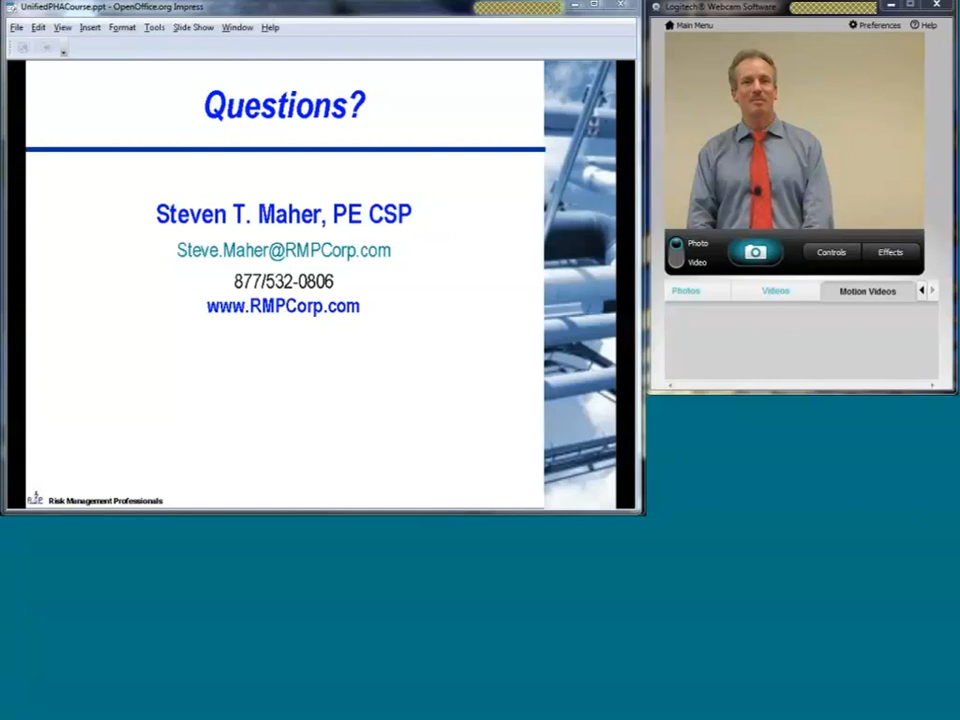 UnifiedPHACourse.ppt - OpenOffice.org Impress
File Edit View Insert Format Tools Slide Show Window Help
Questions?
Steven T. Maher, PE CSP
Steve.Maher@RMPCorp.com
877/532-0806
www.RMPCorp.com
Risk Management Professionals
Logitech® Webcam Software
Main Menu Preferences Help
Photo
Video
Controls Effects
Photos Videos Motion Videos